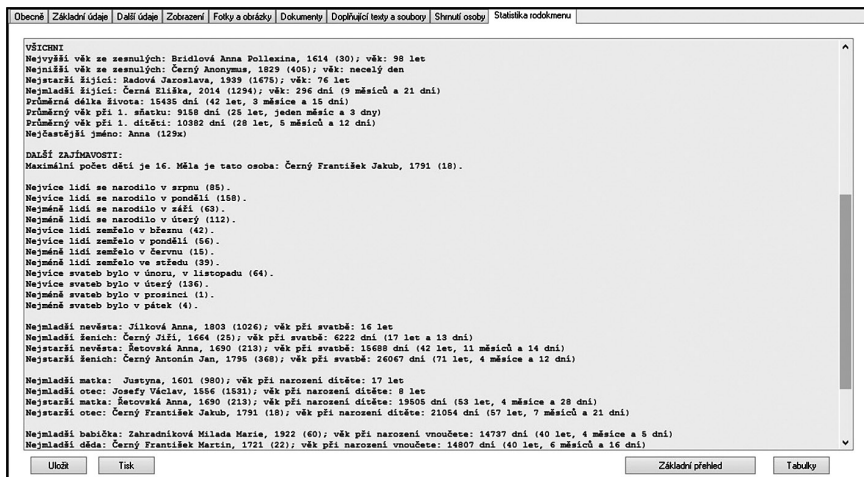 Obecně Základní údaje Další údaje Zobrazení Fotky a obrázky Dokumenty Doplňující texty a soubory Shrnutí osoby Statistika rodokmenu
VŠICHNI
Nejvyšší věk ze zesnulých: Bridlová Anna Pollexina, 1614 (30); věk: 98 let
Nejnižší věk ze zesnulých: Černý Anonymus, 1829 (405); věk: necelý den
Nejstarší žijící: Radová Jaroslava, 1939 (1675); věk: 76 let
Nejmladší žijící: Černá Eliška, 2014 (1294); věk: 296 dní (9 měsíců a 21 dní)
Průměrná délka života: 15435 dní (42 let, 3 měsíce a 15 dní)
Průměrný věk při 1. sňatku: 9158 dní (25 let, jeden měsíc a 3 dny)
Průměrný věk při 1. dítěti: 10382 dní (28 let, 5 měsíců a 12 dní)
Nejčastější jméno: Anna (129x)
DALŠÍ ZAJÍMAVOSTI:
Maximální počet dětí je 16. Měla je tato osoba: Černý František Jakub, 1791 (18).
Nejvíce lidí se narodilo v srpnu (85).
Nejvíce lidí se narodilo v pondělí (158).
Nejméně lidí se narodilo v září (63).
Nejméně lidí se narodilo v úterý (112).
Nejvíce lidí zemřelo v březnu (42).
Nejvíce lidí zemřelo v pondělí (56).
Nejméně lidí zemřelo v červnu (15).
Nejméně lidí zemřelo ve středu (39).
Nejvíce svateb bylo v únoru, v listopadu (64).
Nejvíce svateb bylo v úterý (136).
Nejméně svateb bylo v prosinci (1).
Nejméně svateb bylo v pátek (4).
Nejmladší nevěsta: Jílková Anna, 1803 (1026); věk při svatbě: 16 let
Nejmladší ženich: Černý Jiří, 1664 (25); věk při svatbě: 6222 dní (17 let a 13 dní)
Nejstarší nevěsta: Řetovská Anna, 1690 (213); věk při svatbě: 15688 dní (42 let, 11 měsíců a 14 dní)
Nejstarší ženich: Černý Antonín Jan, 1795 (368); věk při svatbě: 26067 dní (71 let, 4 měsíce a 12 dní)
Nejmladší matka: Justyna, 1601 (980); věk při narození dítěte: 17 let
Nejmladší otec: Josefy Václav, 1556 (1531); věk při narození dítěte: 8 let
Nejstarší matka: Řetovská Anna, 1690 (213); věk při narození dítěte: 19505 dní (53 let, 4 měsíce a 28 dní)
Nejstarší otec: Černý František Jakub, 1791 (18); věk při narození dítěte: 21054 dní (57 let, 7 měsíců a 21 dní)
Nejmladší babička: Zahradníková Milada Marie, 1922 (60); věk při narození vnoučete: 14737 dní (40 let, 4 měsíce a 5 dní)
Nejmladší děda: Černý František Martin, 1721 (22); věk při narození vnoučete: 14807 dní (40 let, 6 měsíců a 16 dní)
Uložit Tisk Základní přehled Tabulky